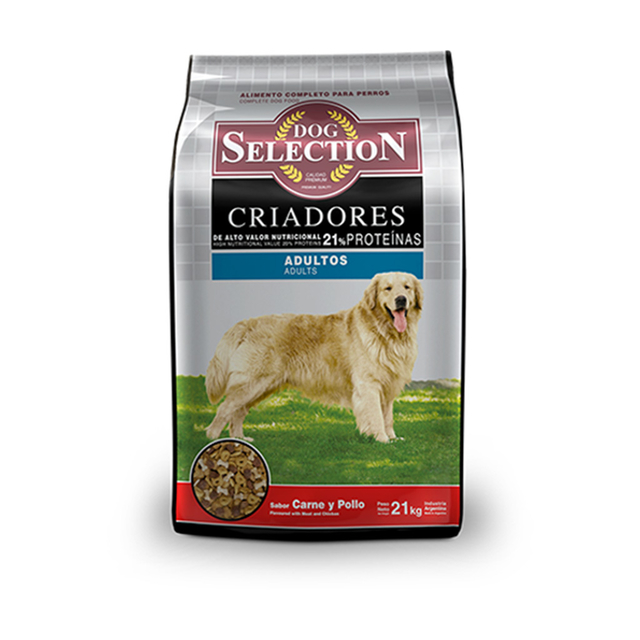 ALIMENTO COMPLETO PARA PERROS
COMPLETE DOG FOOD
DOG
SELECTION
CALIDAD
PREMIUM
PREMIUM QUALITY
CRIADORES
DE ALTO VALOR NUTRICIONAL 21% PROTEÍNAS
HIGH NUTRITIONAL VALUE 20% PROTEINS
ADULTOS
ADULTS
Sabor Carne y Pollo
Flavoured with Meat and Chicken
Peso Neto 21kg
Industria Argentina
Made in Argentina